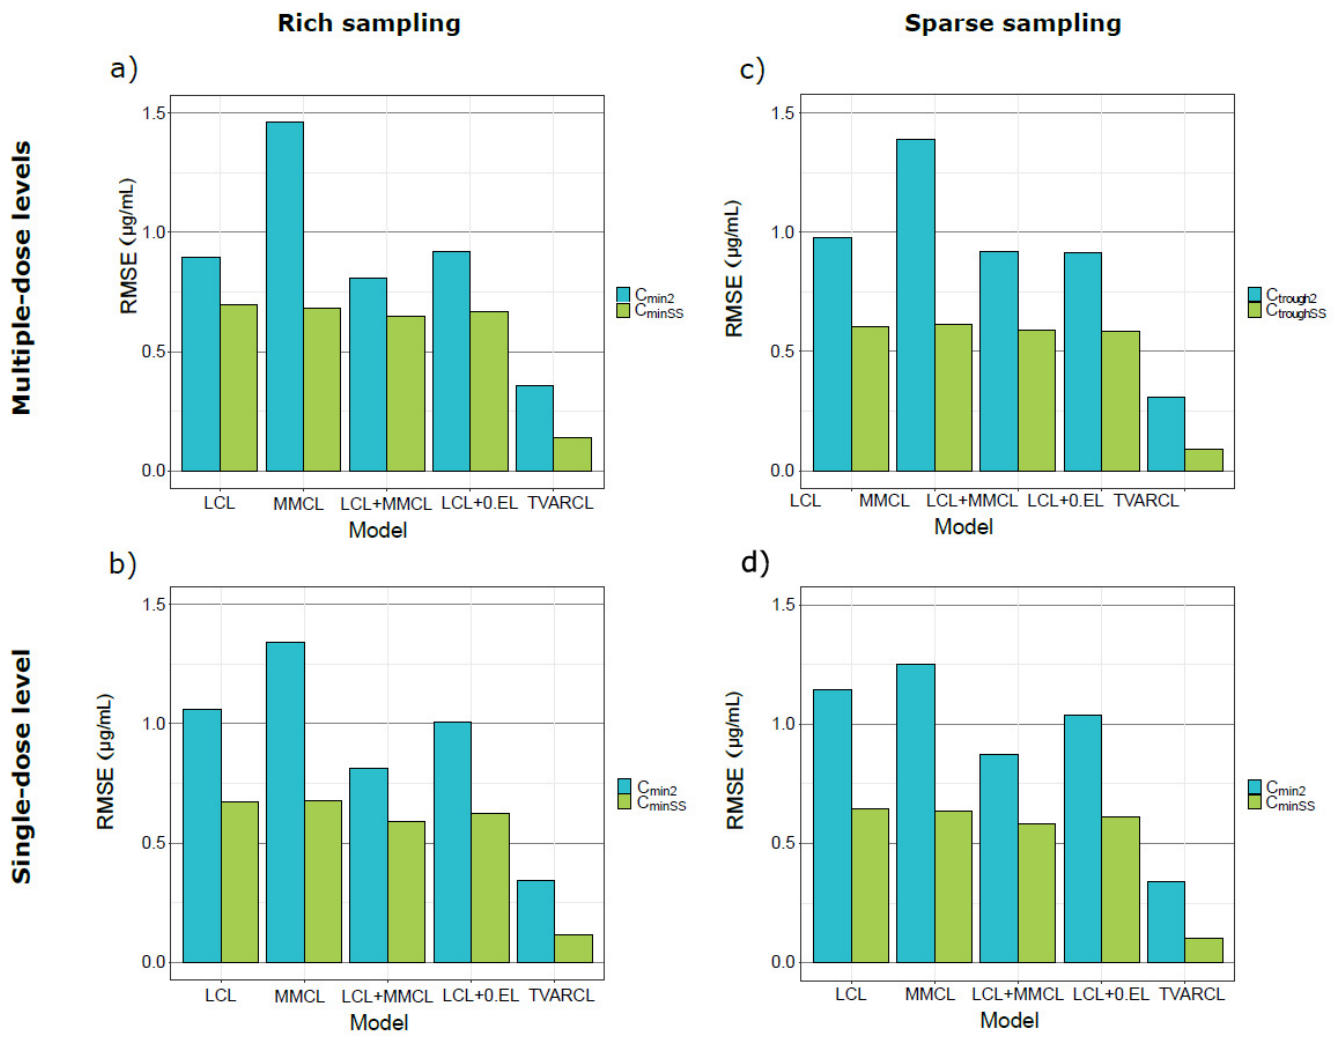 Rich sampling
Sparse sampling
Multiple-dose levels
Single-dose level
a)
1.5
1.0
0.5
0.0
RMSE (µg/mL)
LCL MMCL LCL+MMCL LCL+0.EL TVARCL
Model
Cmin2
CminSS
c)
1.5
1.0
0.5
0.0
RMSE (µg/mL)
LCL MMCL LCL+MMCL LCL+0.EL TVARCL
Model
Ctrough2
CtroughSS
b)
1.5
1.0
0.5
0.0
RMSE (µg/mL)
LCL MMCL LCL+MMCL LCL+0.EL TVARCL
Model
Cmin2
CminSS
d)
1.5
1.0
0.5
0.0
RMSE (µg/mL)
LCL MMCL LCL+MMCL LCL+0.EL TVARCL
Model
Cmin2
CminSS